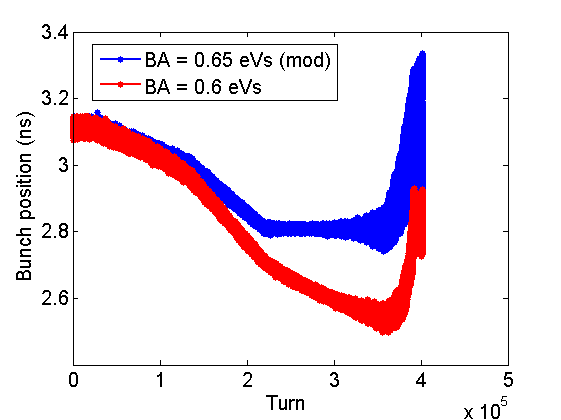 3.4
3.2
3
2.8
2.6
Bunch position (ns)
BA = 0.65 eVs (mod)
BA = 0.6 eVs
0
1
2
3
4
5
Turn
x 10^5